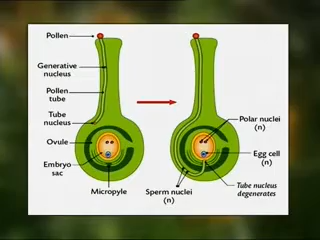 Pollen
Generative
nucleus
Pollen
tube
Tube
nucleus
Ovule
Embryo
sac
Micropyle
Polar nuclei
(n)
Egg cell
(n)
Tube nucleus
degenerates
Sperm nuclei
(n)